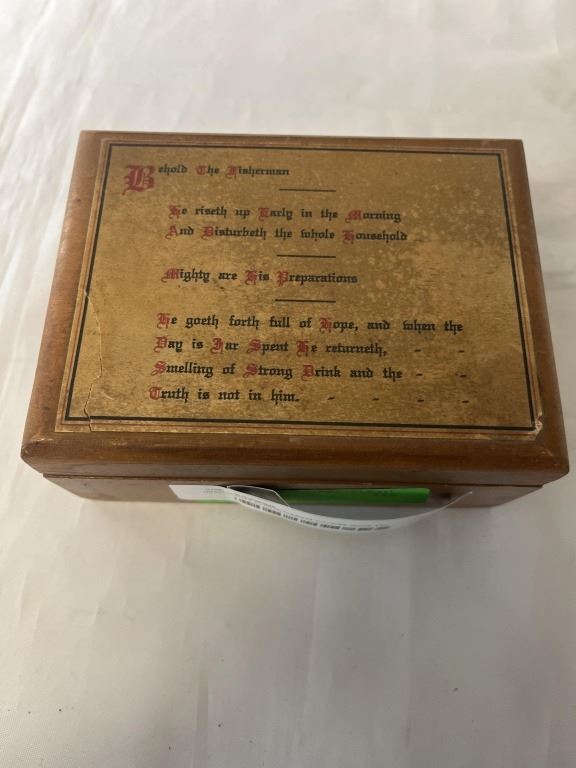 Behold The Fisherman
He riseth up Early in the Morning
And Disturbeth the whole Household
Mighty are His Preparations
He goeth forth full of Hope, and when the
Day is Far Spent He returneth, - -
Smelling of Strong Drink and the - -
Truth is not in him. - - - -